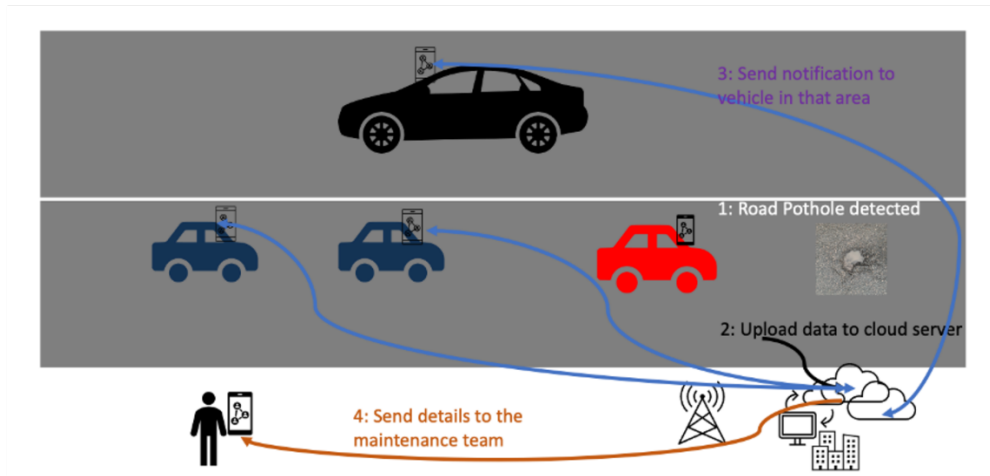 3: Send notification to
vehicle in that area
1: Road Pothole detected
2: Upload data to cloud server
4: Send details to the
maintenance team